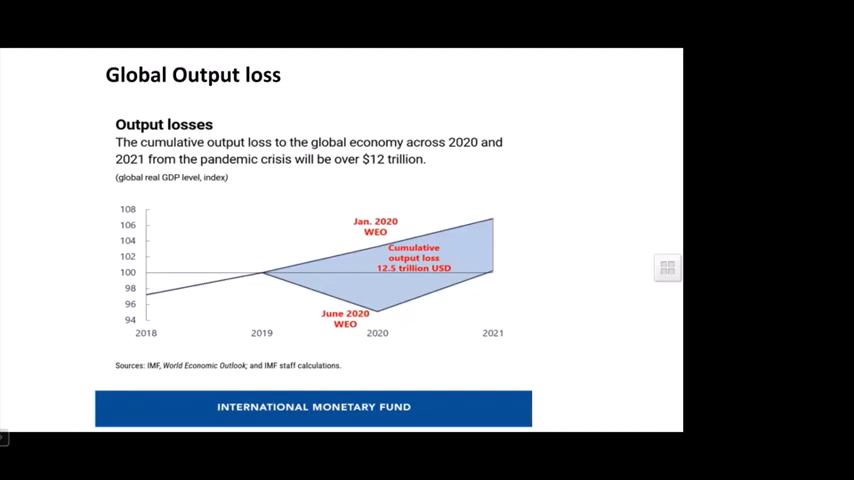 Global Output loss
Output losses
The cumulative output loss to the global economy across 2020 and
2021 from the pandemic crisis will be over $12 trillion.
(global real GDP level, index)
108
106
104
102
100
98
96
94
Jan. 2020
WEO
Cumulative
output loss
12.5 trillion USD
June 2020
WEO
2018 2019 2020 2021
Sources: IMF, World Economic Outlook; and IMF staff calculations.
INTERNATIONAL MONETARY FUND